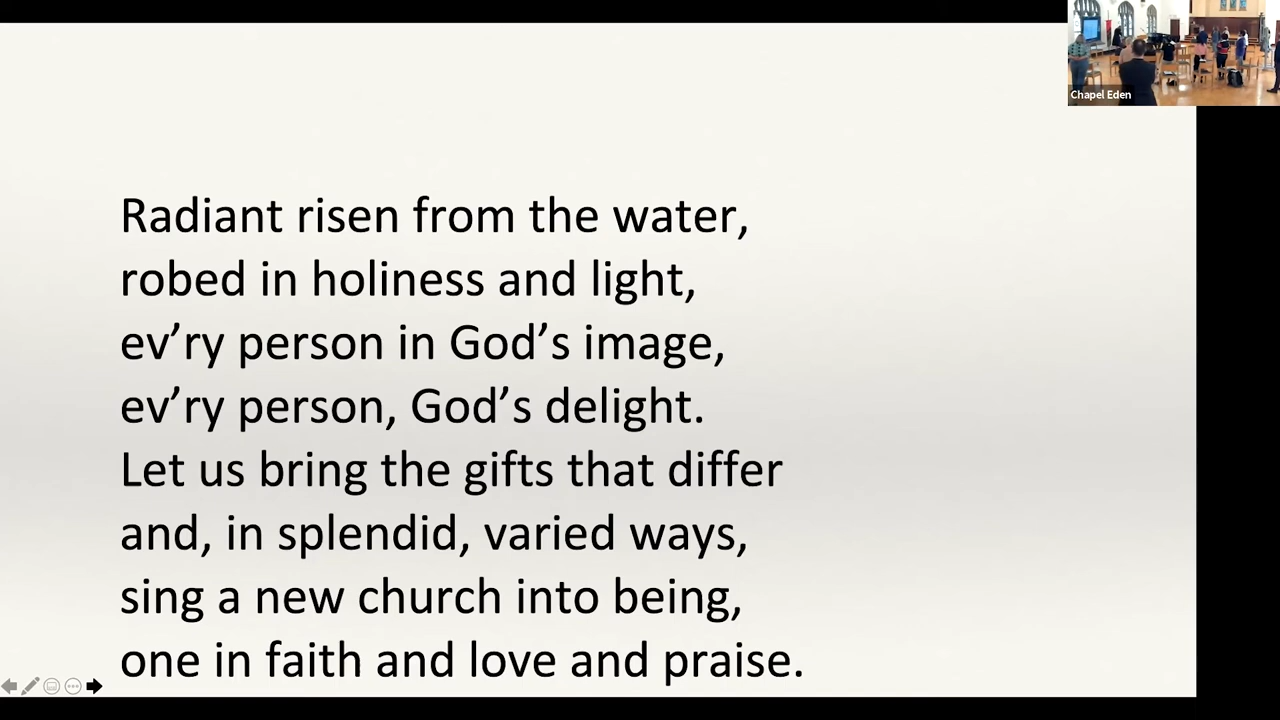 Chapel Eden
Radiant risen from the water,
robed in holiness and light,
ev’ry person in God’s image,
ev’ry person, God’s delight.
Let us bring the gifts that differ
and, in splendid, varied ways,
sing a new church into being,
one in faith and love and praise.